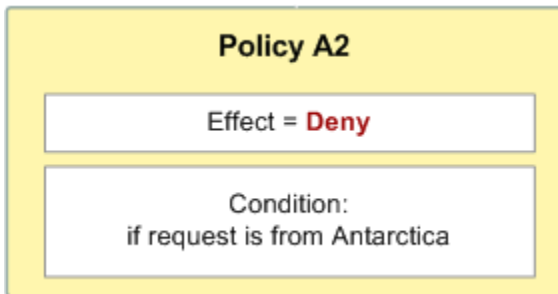 Policy A2
Effect = Deny
Condition:
if request is from Antarctica